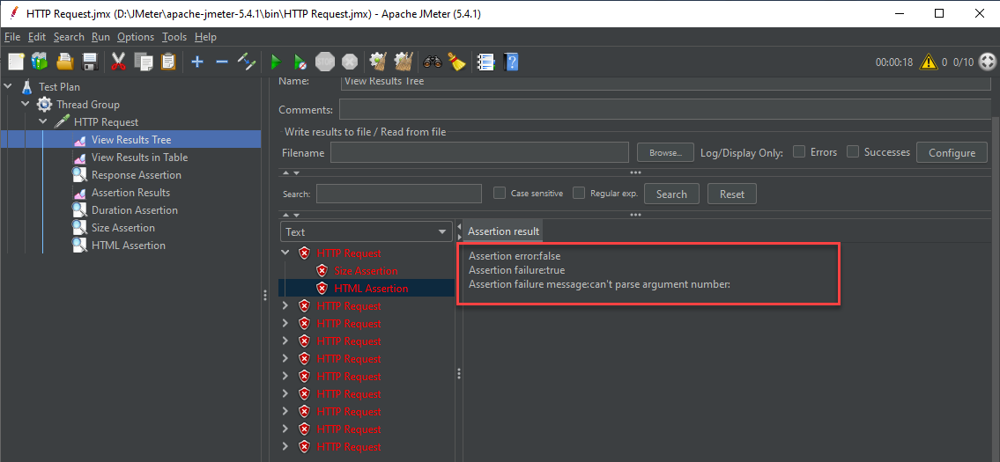 HTTP Request.jmx (D:\JMeter\apache-jmeter-5.4.1\bin\HTTP Request.jmx) - Apache JMeter (5.4.1)
File Edit Search Run Options Tools Help
STOP
00:00:18 0 0/10
Test Plan
Thread Group
HTTP Request
View Results Tree
View Results in Table
Response Assertion
Assertion Results
Duration Assertion
Size Assertion
HTML Assertion
Name: View Results Tree
Comments:
Write results to file / Read from file
Filename Browse... Log/Display Only: Errors Successes Configure
Search: Case sensitive Regular exp. Search Reset
Text
HTTP Request
Size Assertion
HTML Assertion
HTTP Request
HTTP Request
HTTP Request
HTTP Request
HTTP Request
HTTP Request
HTTP Request
HTTP Request
HTTP Request
Assertion result
Assertion error:false
Assertion failure:true
Assertion failure message:can't parse argument number: